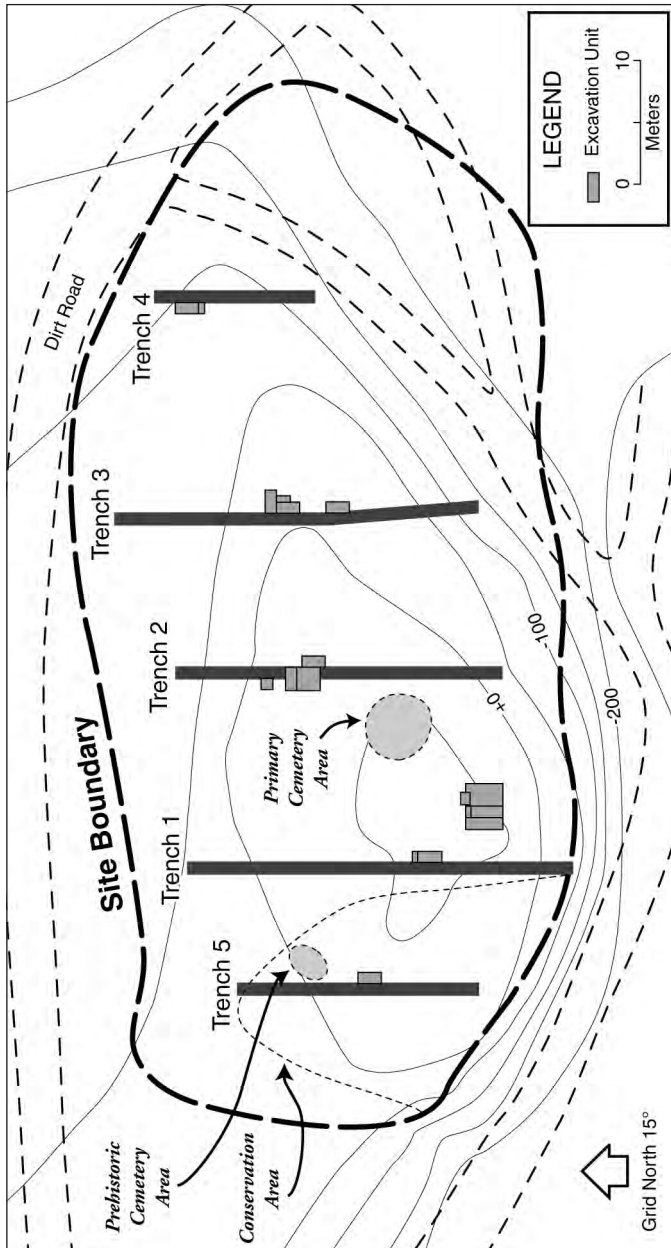 Dirt Road
Site Boundary
Trench 4
Trench 3
Trench 2
Trench 1
Trench 5
Primary
Cemetery
Area
Prehistoric
Cemetery
Area
Conservation
Area
+0
-100
-200
Grid North 15°
LEGEND
Excavation Unit
0 10
Meters